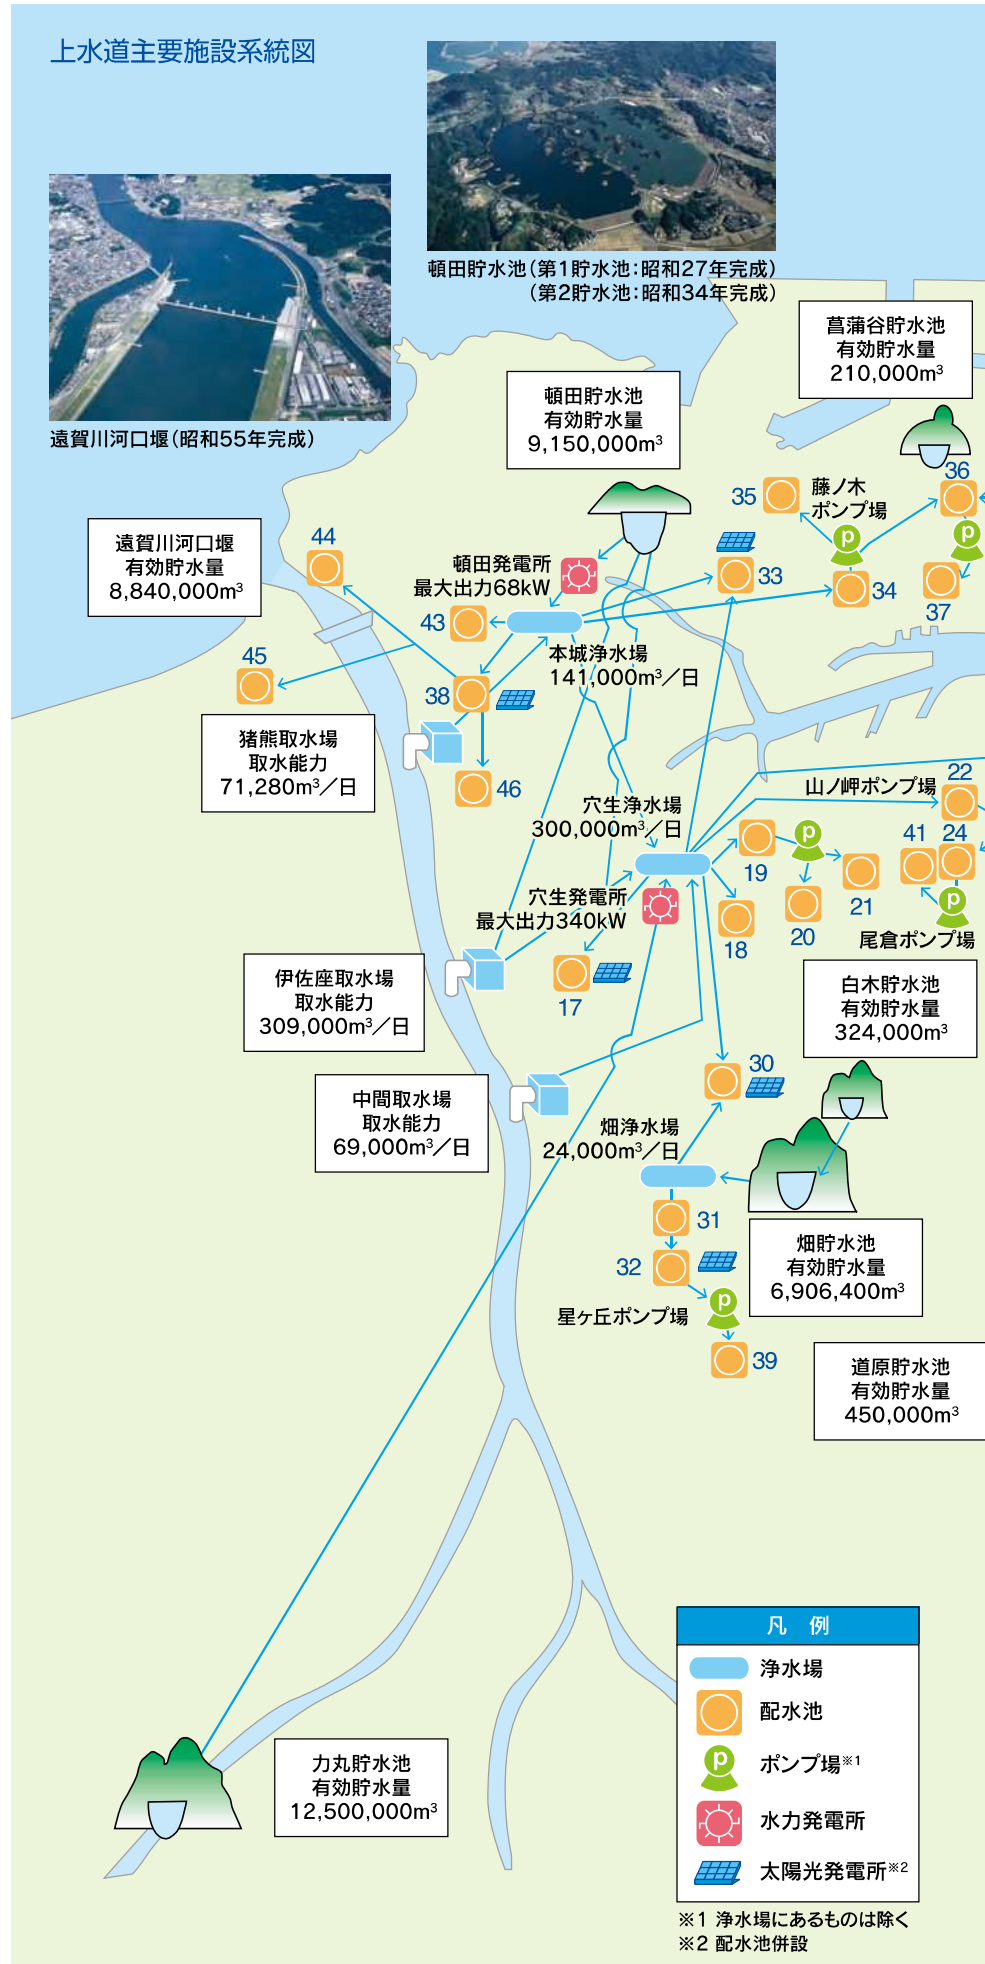 上水道主要施設系統図
頓田貯水池（第1貯水池：昭和27年完成）
（第2貯水池：昭和34年完成）
遠賀川河口堰（昭和55年完成）
菖蒲谷貯水池
有効貯水量
210,000m³
頓田貯水池
有効貯水量
9,150,000m³
36
35
藤ノ木
ポンプ場
P
P
37
34
33
遠賀川河口堰
有効貯水量
8,840,000m³
44
頓田発電所
最大出力68kW
43
45
本城浄水場
141,000m³／日
38
猪熊取水場
取水能力
71,280m³／日
46
山ノ岬ポンプ場
22
穴生浄水場
300,000m³／日
P
41
24
19
21
20
18
P
尾倉ポンプ場
穴生発電所
最大出力340kW
17
伊佐座取水場
取水能力
309,000m³／日
白木貯水池
有効貯水量
324,000m³
30
中間取水場
取水能力
69,000m³／日
畑浄水場
24,000m³／日
31
32
畑貯水池
有効貯水量
6,906,400m³
P
星ヶ丘ポンプ場
39
道原貯水池
有効貯水量
450,000m³
力丸貯水池
有効貯水量
12,500,000m³
凡 例
浄水場
配水池
P
ポンプ場※1
水力発電所
太陽光発電所※2
※1 浄水場にあるものは除く
※2 配水池併設